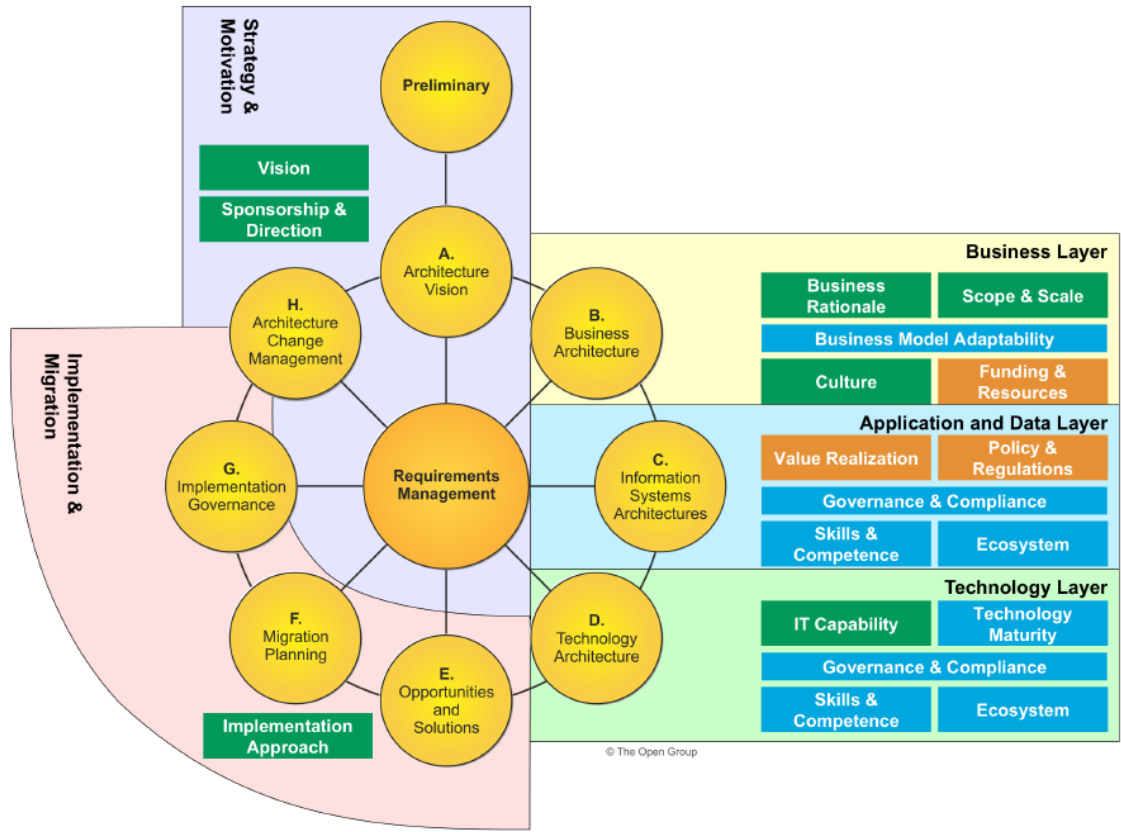 Strategy &
Motivation
Preliminary
Vision
Sponsorship &
Direction
A.
Architecture
Vision
H.
Architecture
Change
Management
B.
Business
Architecture
Business Layer
Business
Rationale
Scope & Scale
Business Model Adaptability
Culture
Funding &
Resources
Implementation &
Migration
G.
Implementation
Governance
Requirements
Management
C.
Information
Systems
Architectures
Application and Data Layer
Value Realization
Policy &
Regulations
Governance & Compliance
Skills &
Competence
Ecosystem
F.
Migration
Planning
E.
Opportunities
and
Solutions
D.
Technology
Architecture
Technology Layer
IT Capability
Technology
Maturity
Governance & Compliance
Skills &
Competence
Ecosystem
Implementation
Approach
© The Open Group